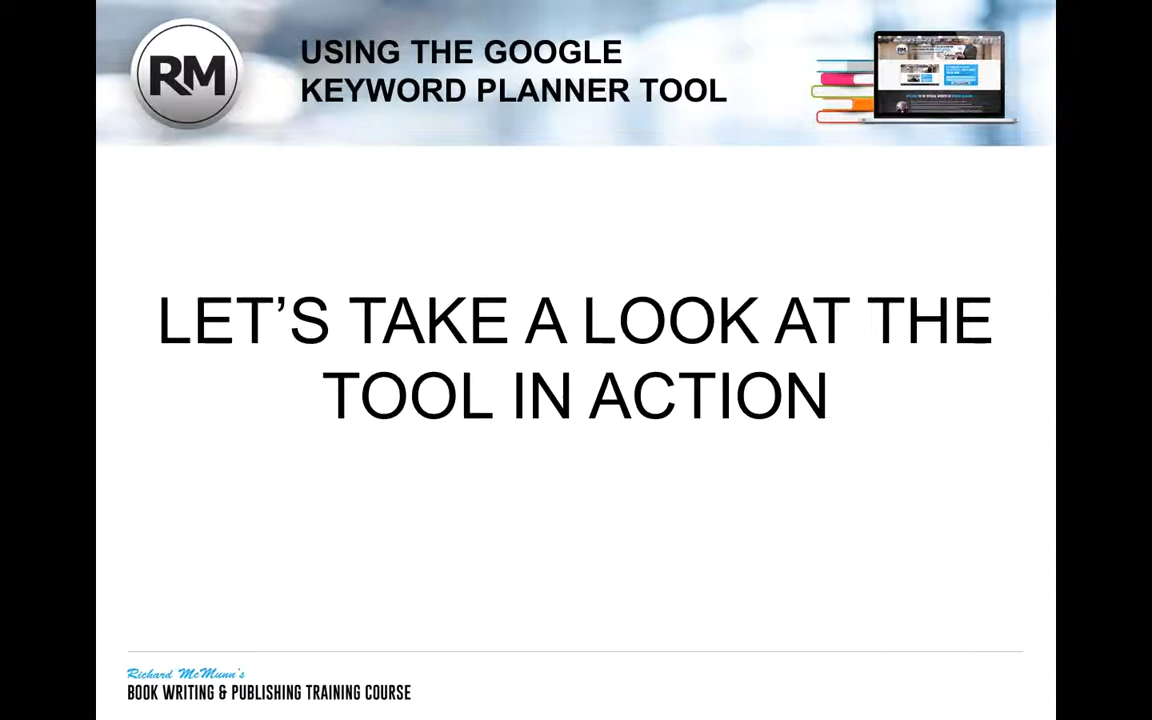 RM
USING THE GOOGLE
KEYWORD PLANNER TOOL
LET’S TAKE A LOOK AT THE
TOOL IN ACTION
Richard McMunn's
BOOK WRITING & PUBLISHING TRAINING COURSE